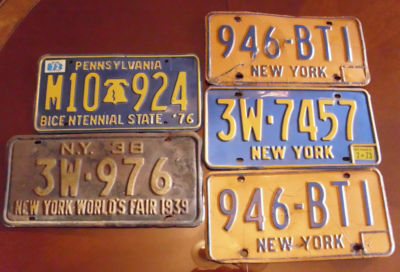 72
PENNSYLVANIA
M10 924
BICENTENNIAL STATE '76
N.Y. 38
3W-976
NEW YORK WORLD'S FAIR 1939
946-BTI
NEW YORK
3W-7457
NEW YORK
946-BTI
NEW YORK